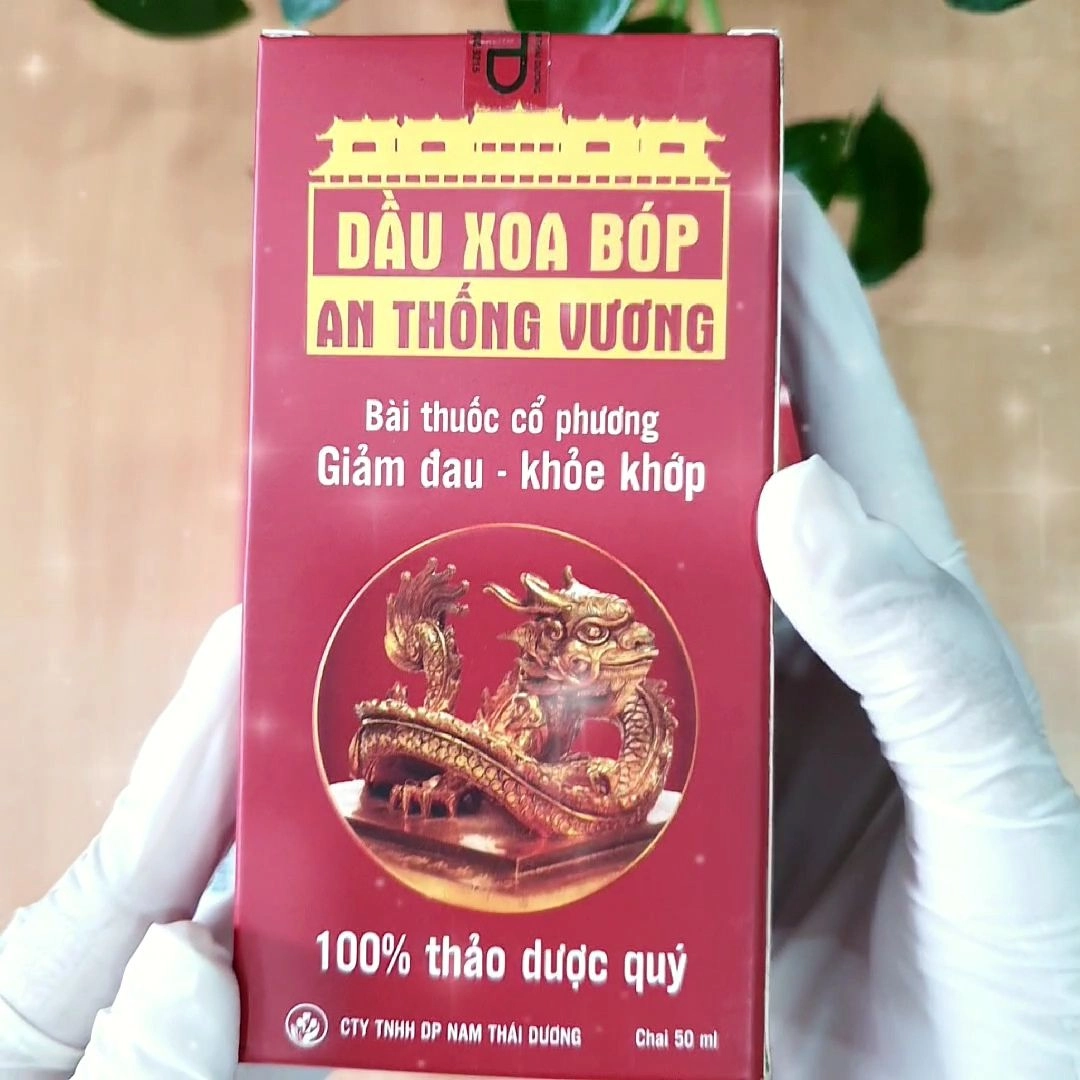 DẦU XOA BÓP
AN THỐNG VƯƠNG
Bài thuốc cổ phương
Giảm đau - khỏe khớp
100% thảo dược quý
CTY TNHH DP NAM THÁI DƯƠNG
Chai 50 ml